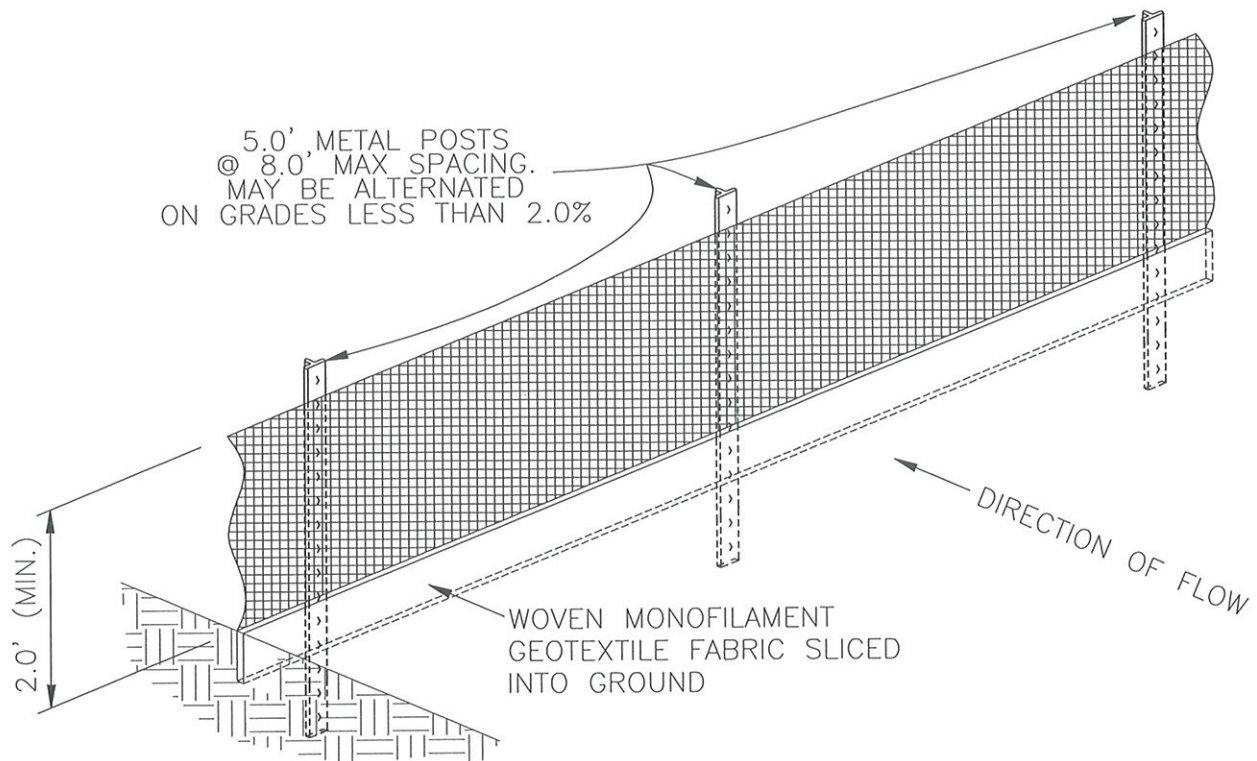 5.0' METAL POSTS
@ 8.0' MAX SPACING.
MAY BE ALTERNATED
ON GRADES LESS THAN 2.0%
2.0' (MIN.)
DIRECTION OF FLOW
WOVEN MONOFILAMENT
GEOTEXTILE FABRIC SLICED
INTO GROUND